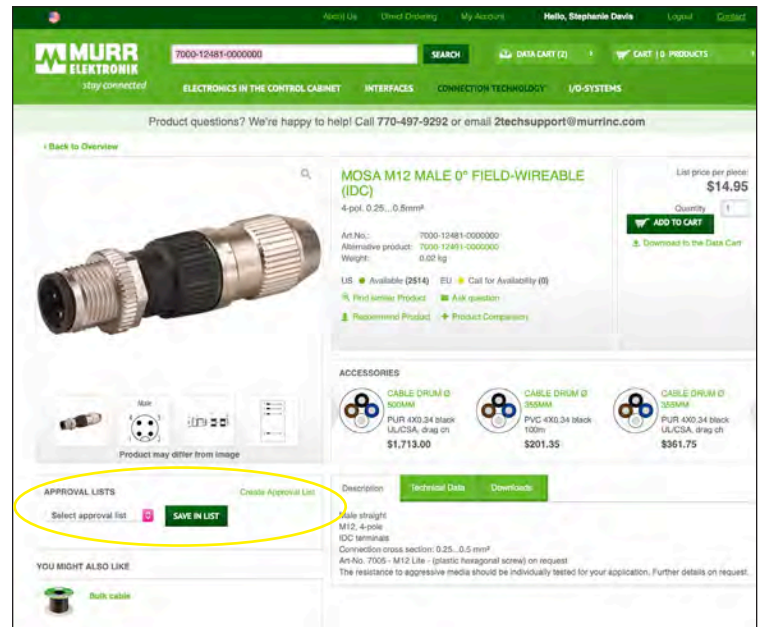 About Us Direct Ordering My Account Hello, Stephanie Davis Logout Contact
MURR
ELEKTRONIK
stay connected
7000-12481-0000000
SEARCH
DATA CART (2)
CART | 0 PRODUCTS
ELECTRONICS IN THE CONTROL CABINET INTERFACES CONNECTION TECHNOLOGY I/O-SYSTEMS
Product questions? We're happy to help! Call 770-497-9292 or email 2techsupport@murrinc.com
‹ Back to Overview
MOSA M12 MALE 0° FIELD-WIREABLE
(IDC)
4-pol. 0.25...0.5mm²
Art.No.: 7000-12481-0000000
Alternative product: 7000-12491-0000000
Weight: 0.02 kg
US Available (2514) EU Call for Availability (0)
Find similar Product Ask question
Recommend Product Product Comparison
List price per piece:
$14.95
Quantity 1
ADD TO CART
Download to the Data Cart
Male
Product may differ from image
ACCESSORIES
CABLE DRUM Ø
500MM
PUR 4X0.34 black
UL/CSA, drag ch
$1,713.00
CABLE DRUM Ø
355MM
PVC 4X0.34 black
100m
$201.35
CABLE DRUM Ø
355MM
PUR 4X0.34 black
UL/CSA, drag ch
$361.75
APPROVAL LISTS Create Approval List
Select approval list SAVE IN LIST
YOU MIGHT ALSO LIKE
Bulk cable
Description Technical Data Downloads
Male straight
M12, 4-pole
IDC terminals
Connection cross section: 0.25...0.5 mm²
Art-No. 7005 - M12 Lite - (plastic hexagonal screw) on request
The resistance to aggressive media should be individually tested for your application. Further details on request.